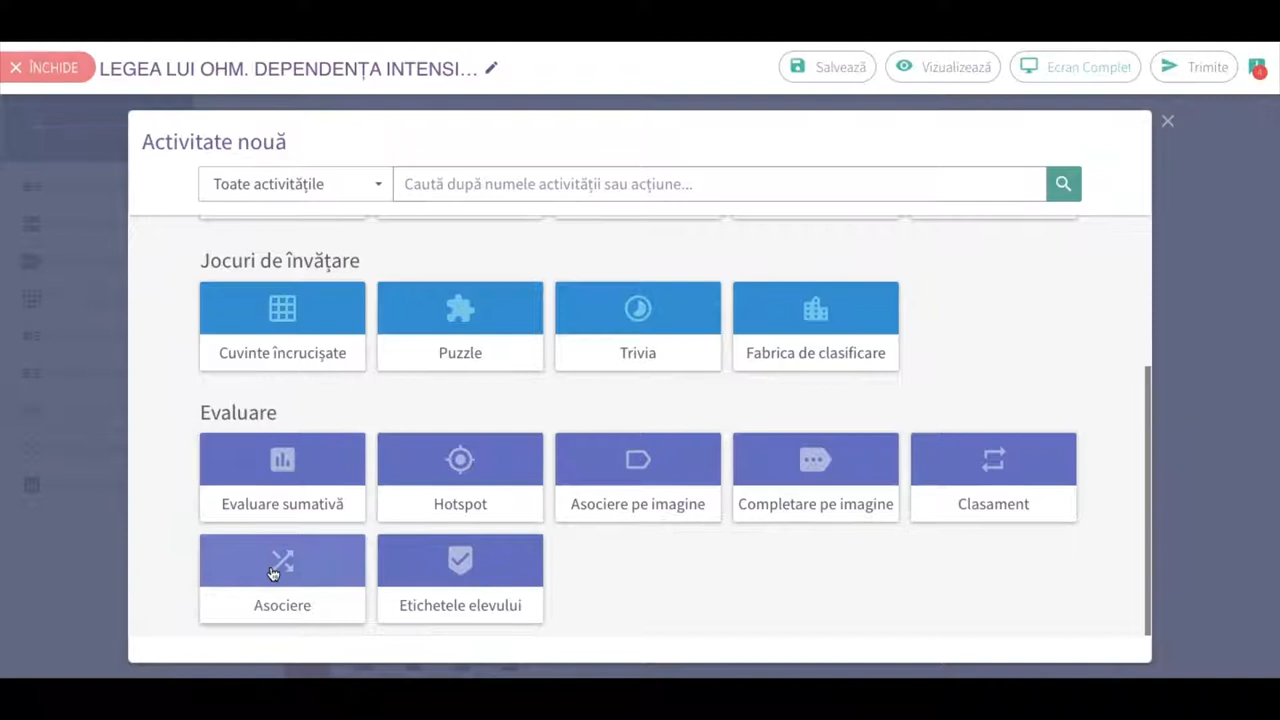 ÎNCHIDE
LEGEA LUI OHM. DEPENDENȚA INTENSI...
Salvează
Vizualizează
Ecran Complet
Trimite
Activitate nouă
Toate activitățile
Caută după numele activității sau acțiune...
Jocuri de învățare
Cuvinte încrucișate
Puzzle
Trivia
Fabrica de clasificare
Evaluare
Evaluare sumativă
Hotspot
Asociere pe imagine
Completare pe imagine
Clasament
Asociere
Etichetele elevului